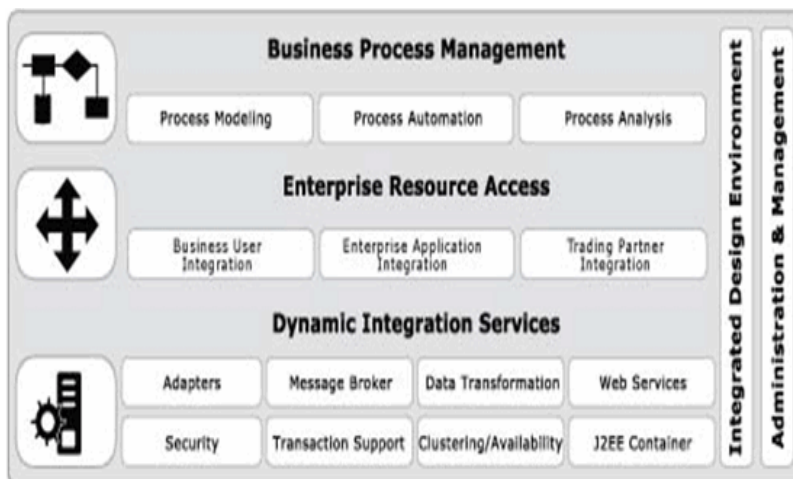 Business Process Management
Process Modeling
Process Automation
Process Analysis
Enterprise Resource Access
Business User
Integration
Enterprise Application
Integration
Trading Partner
Integration
Dynamic Integration Services
Adapters
Message Broker
Data Transformation
Web Services
Security
Transaction Support
Clustering/Availability
J2EE Container
Integrated Design Environment
Administration & Management